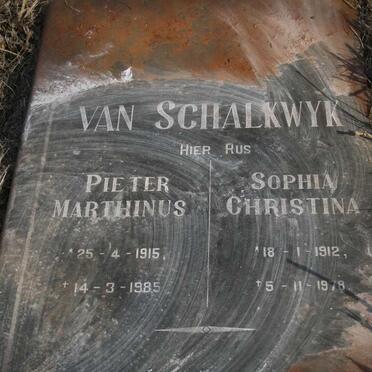 VAN SCHALKWYK
HIER RUS
PIETER
MARTHINUS
*25-4-1915,
†14-3-1985
SOPHIA
CHRISTINA
*18-1-1912,
†5-11-1978